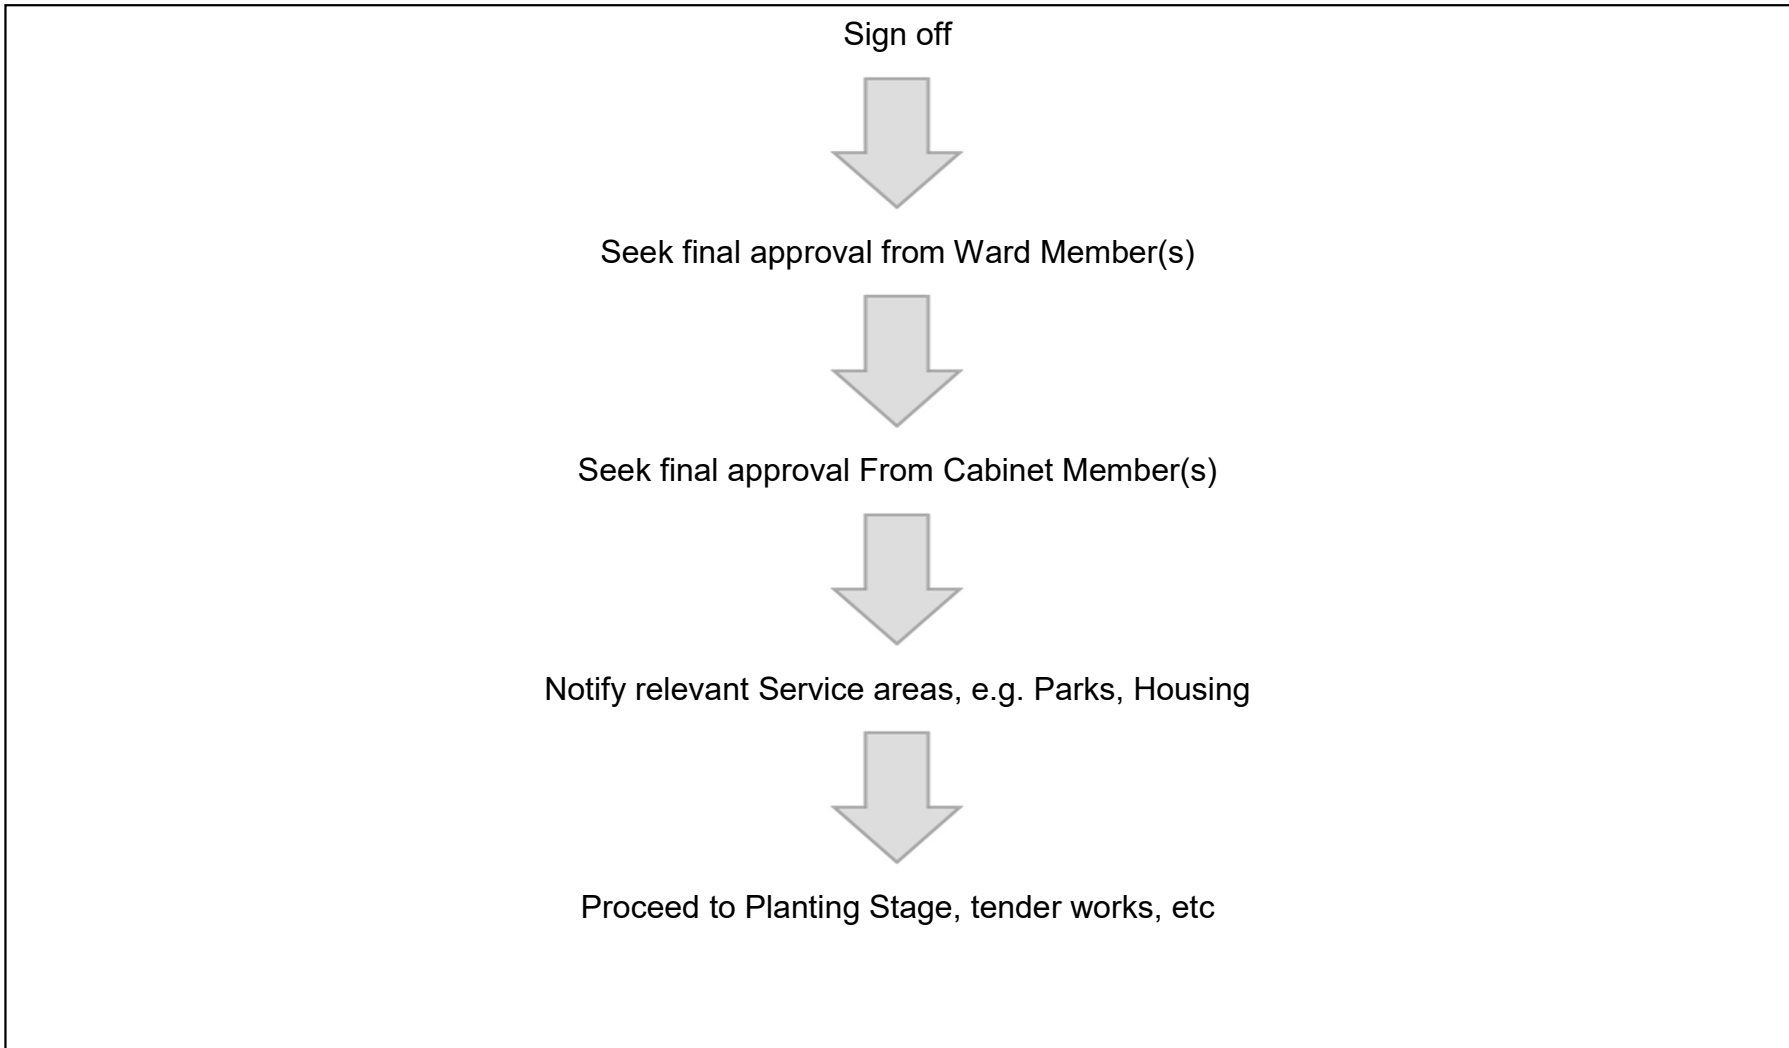 Sign off
Seek final approval from Ward Member(s)
Seek final approval From Cabinet Member(s)
Notify relevant Service areas, e.g. Parks, Housing
Proceed to Planting Stage, tender works, etc